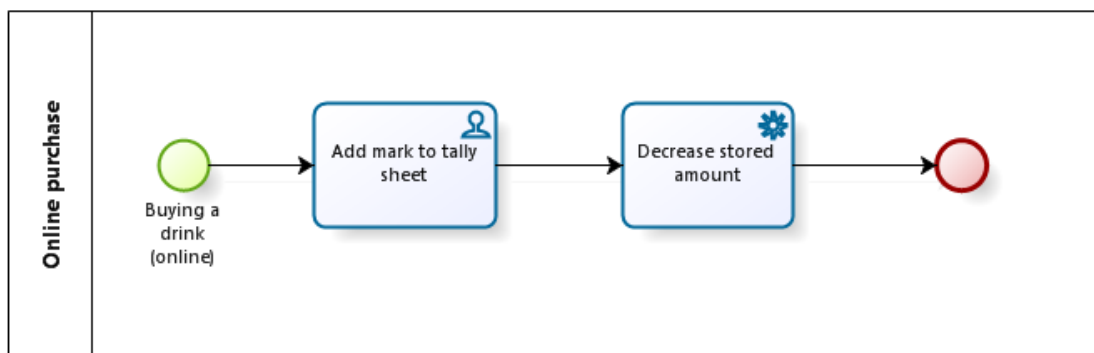 Online purchase
Buying a
drink
(online)
Add mark to tally
sheet
Decrease stored
amount